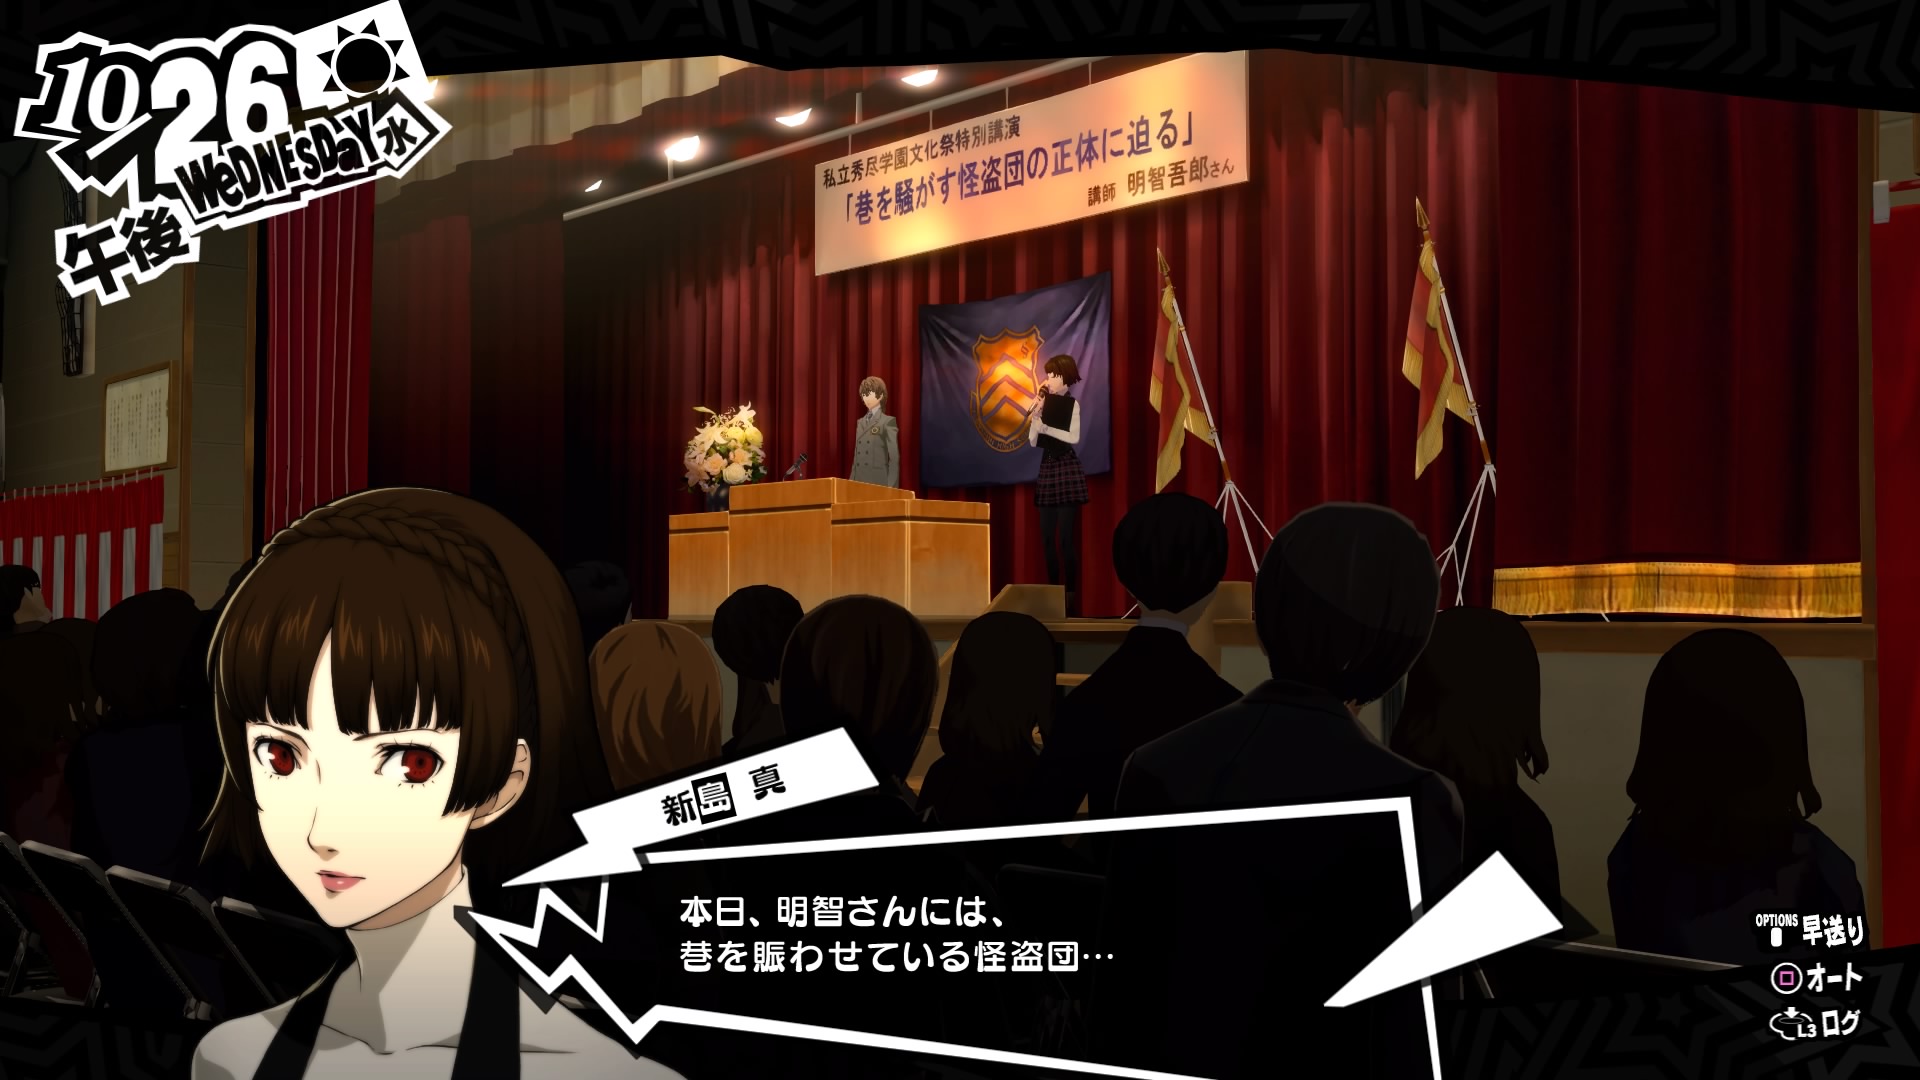 10/26
WeDNEsDaY 水
午後
私立秀尽学園文化祭特別講演
「巷を騒がす怪盗団の正体に迫る」
講師 明智吾郎さん
新島 真
本日、明智さんには、
巷を賑わせている怪盗団…
OPTIONS 早送り
オート
L3 ログ